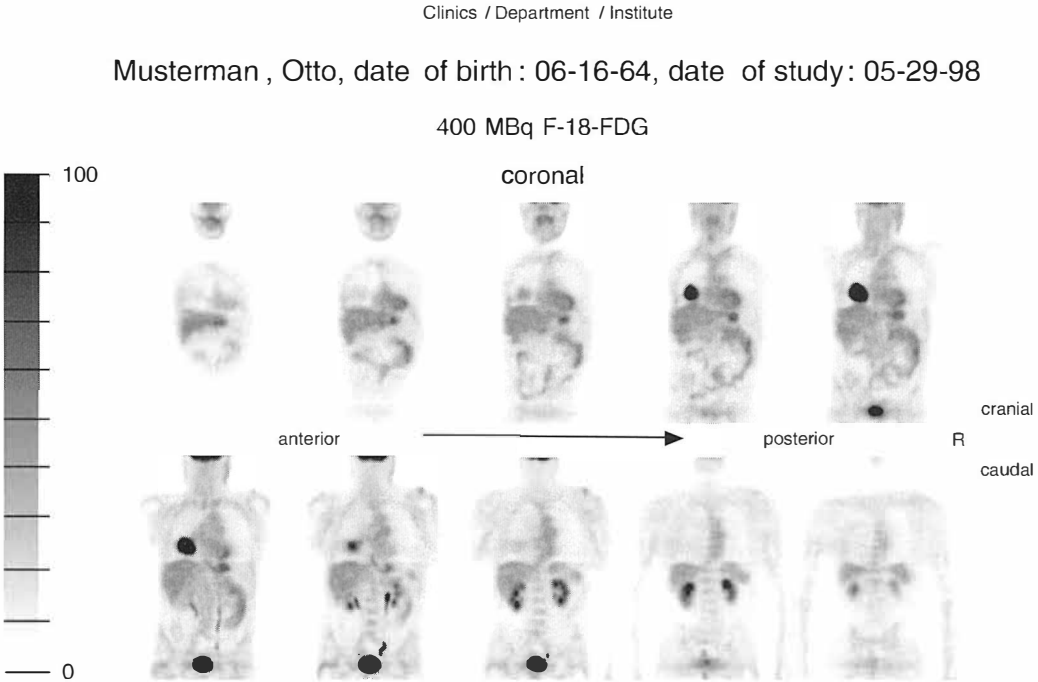 Clinics / Department / Institute
Musterman, Otto, date of birth: 06-16-64, date of study: 05-29-98
400 MBq F-18-FDG
100
coronal
cranial
anterior
posterior
R
caudal
0